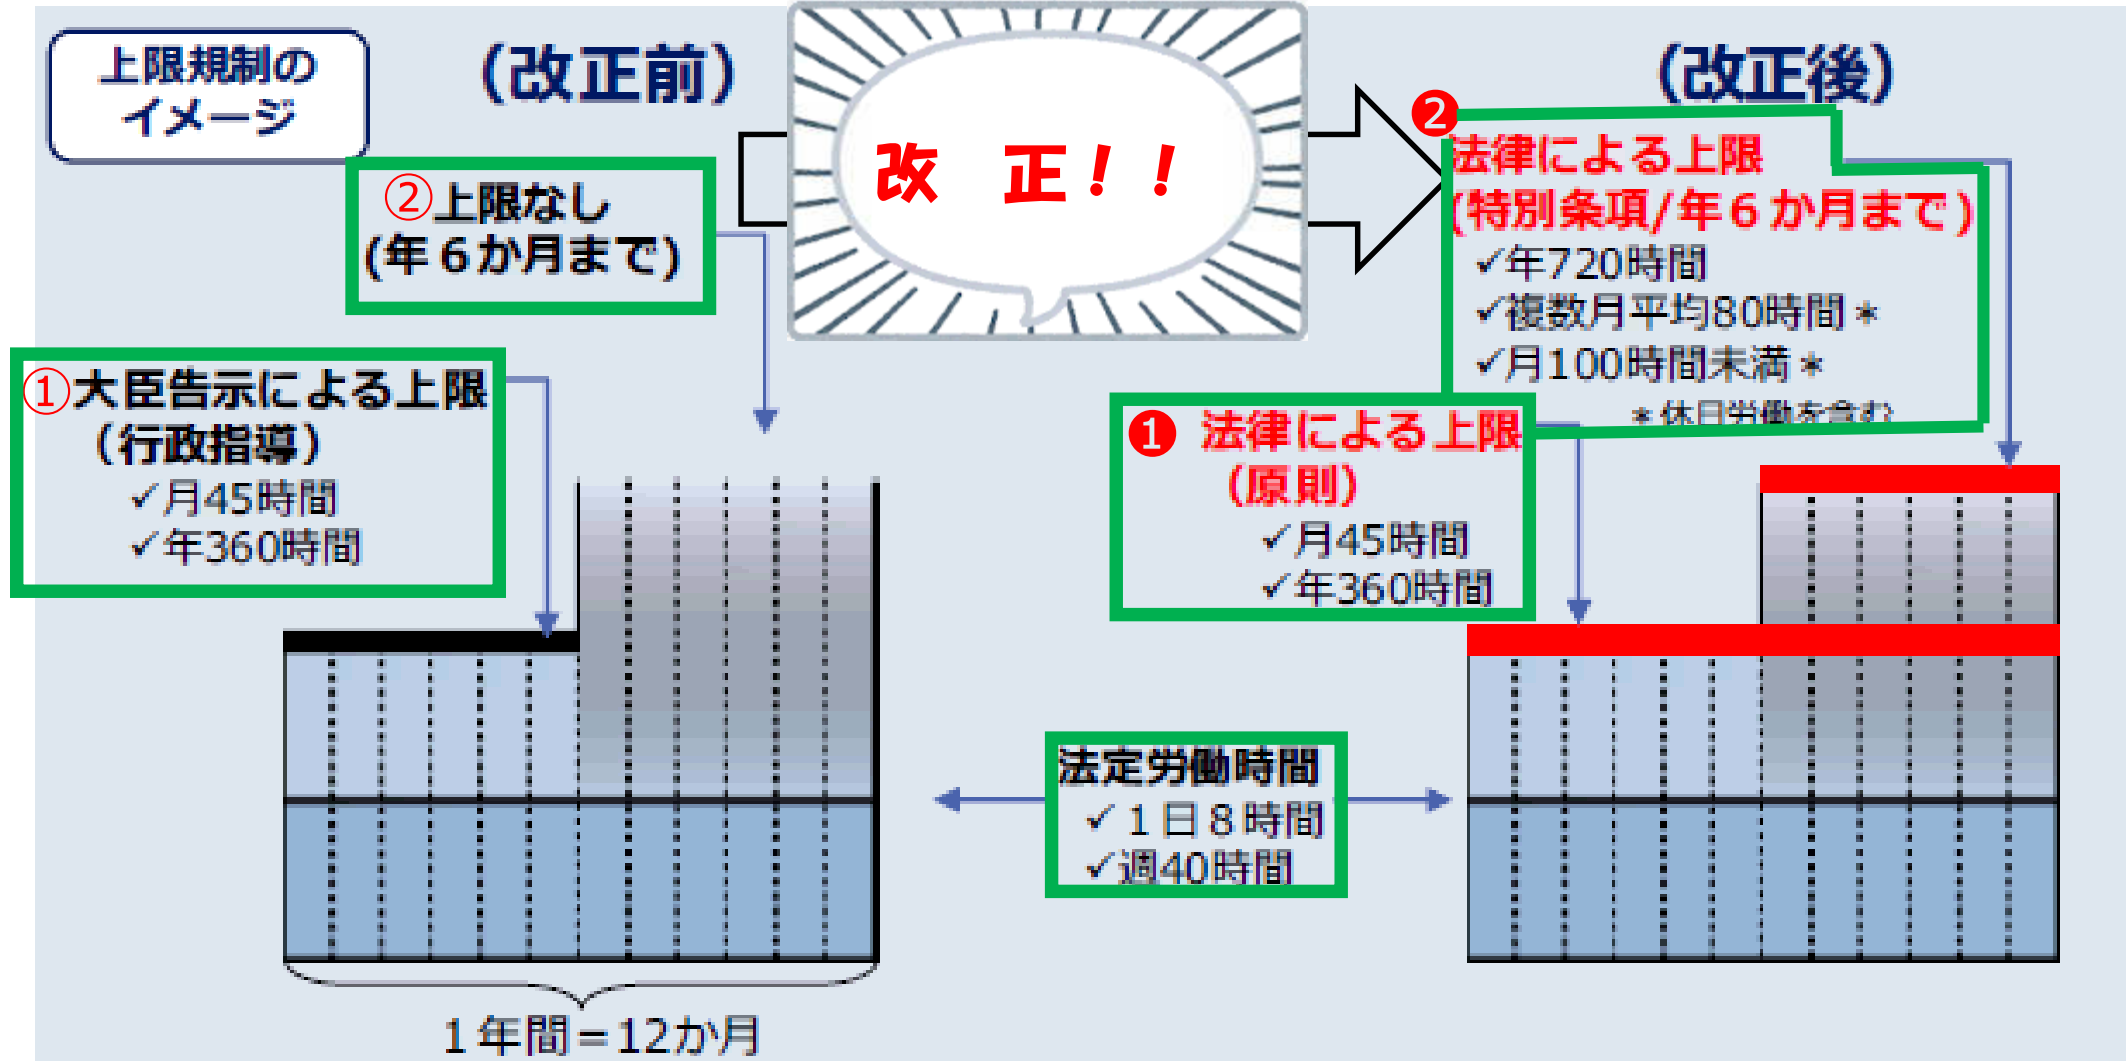 上限規制の
イメージ
（改正前）
改 正！！
（改正後）
②上限なし
(年６か月まで)
①大臣告示による上限
（行政指導）
✓月45時間
✓年360時間
❷
法律による上限
(特別条項/年６か月まで)
✓年720時間
✓複数月平均80時間＊
✓月100時間未満＊
＊休日労働を含む
❶ 法律による上限
（原則）
✓月45時間
✓年360時間
法定労働時間
✓１日８時間
✓週40時間
１年間＝12か月